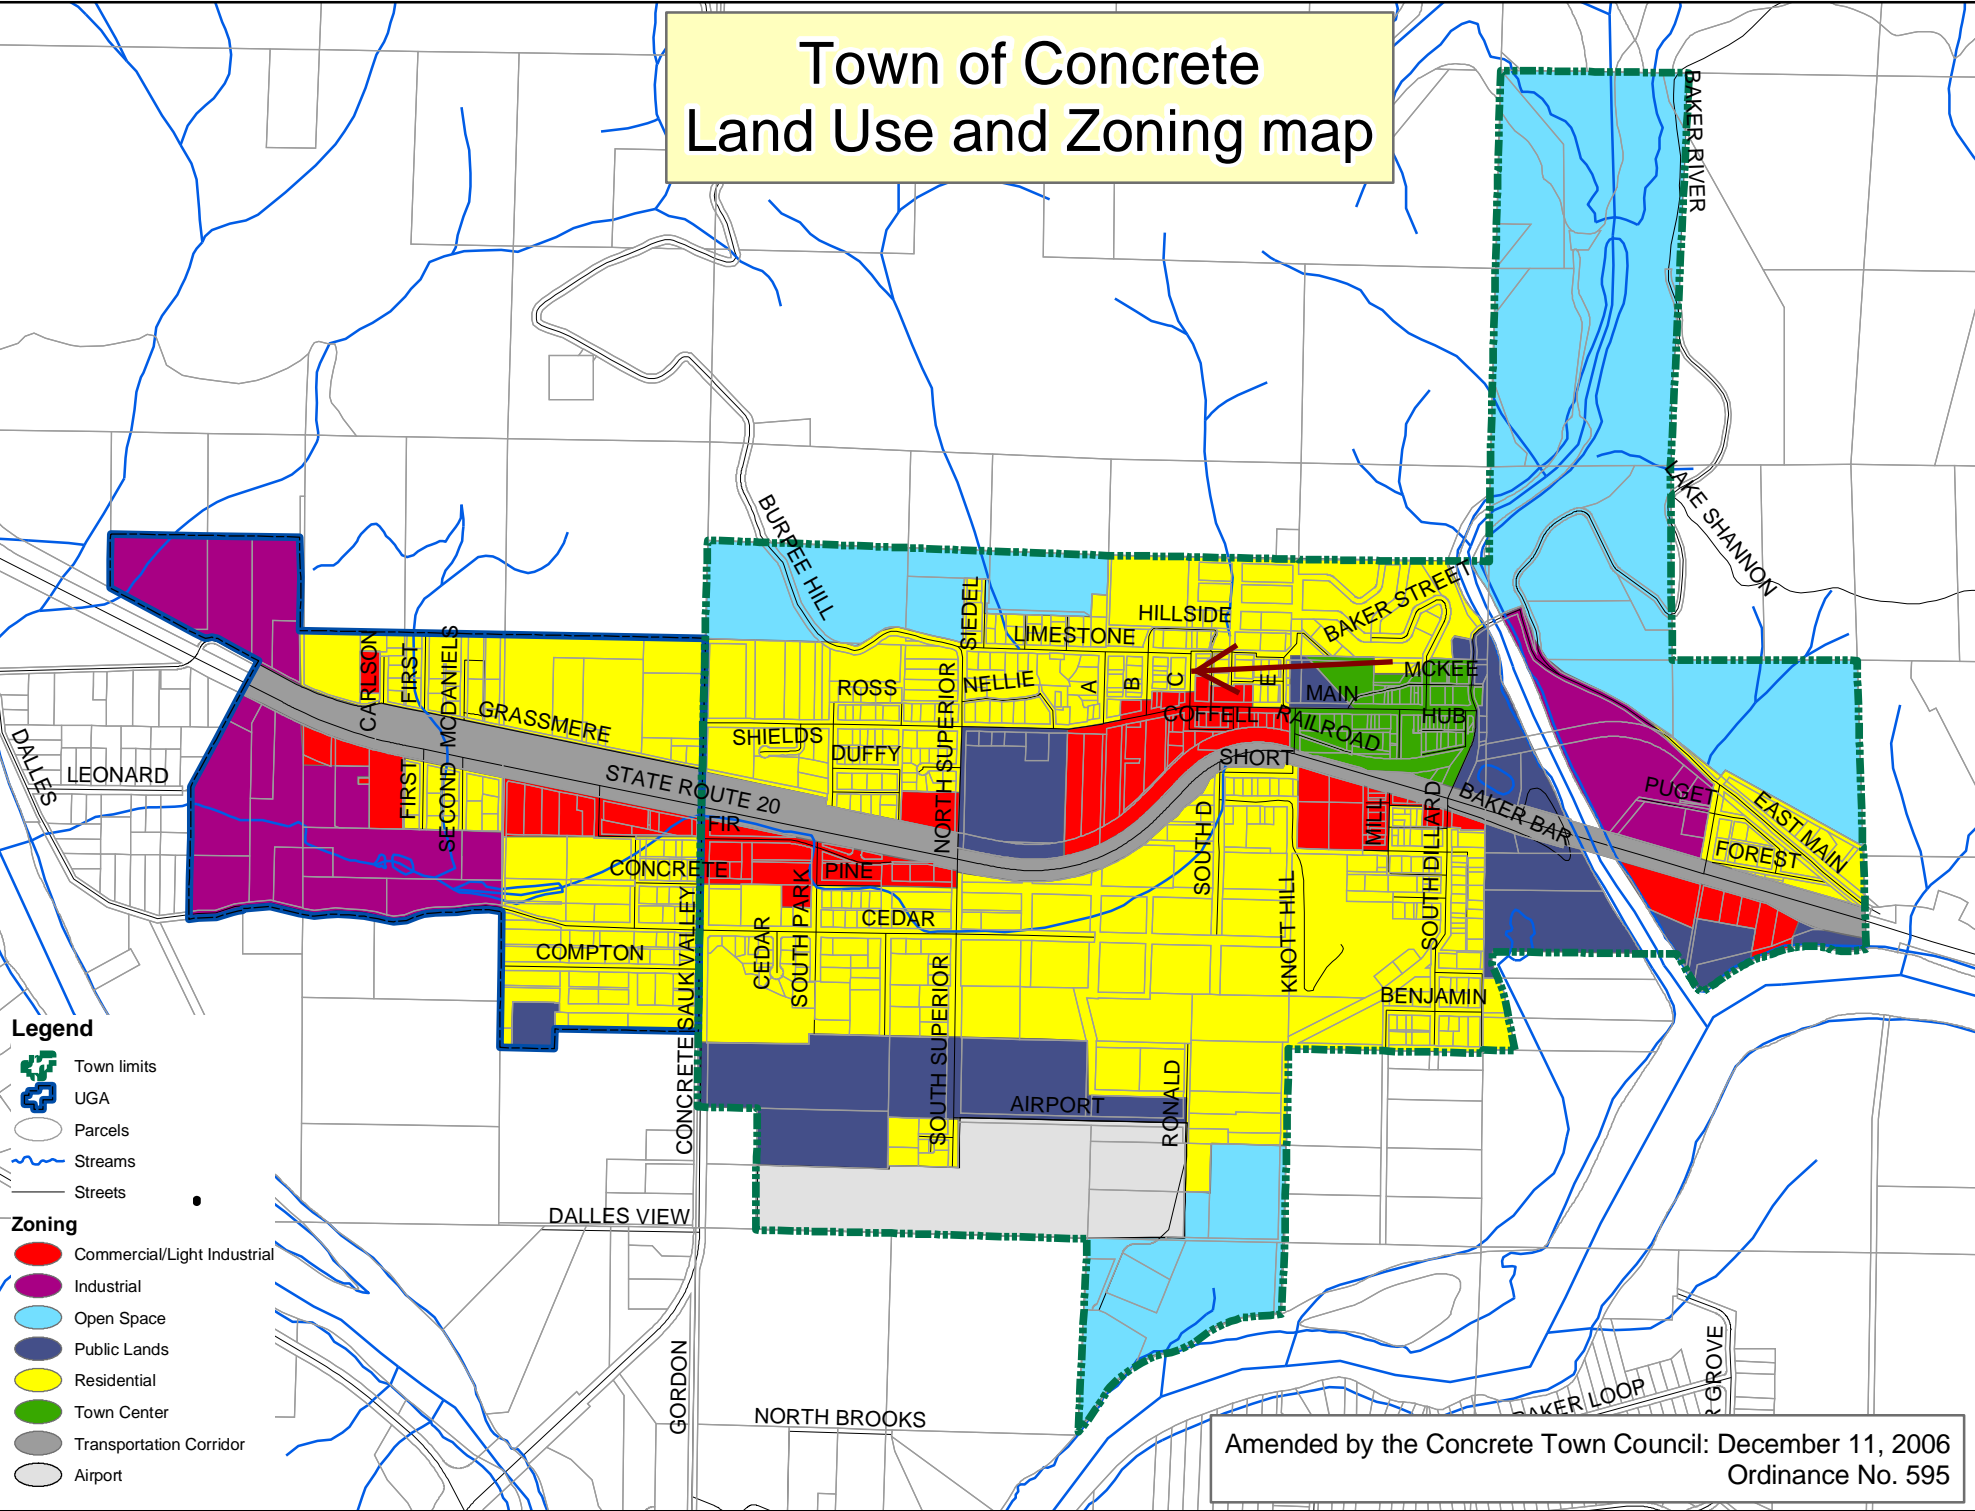 Town of Concrete
Land Use and Zoning map
BAKER RIVER
LAKE SHANNON
BURPEE HILL
SIEDEL
HILLSIDE
LIMESTONE
BAKER STREET
CARLSON
FIRST
SECOND
MCDANIELS
GRASSMERE
ROSS
NELLIE
A
B
C
E
MCKEE
MAIN
HUB
COFFELL
RAILROAD
SHIELDS
DUFFY
NORTH SUPERIOR
SHORT
DALLES
LEONARD
FIRST
STATE ROUTE 20
FIR
MILL
BAKER BAR
PUGET
EAST MAIN
FOREST
CONCRETE
PINE
SOUTH D
SOUTH DILLARD
KNOTT HILL
CEDAR
COMPTON
CEDAR
SOUTH PARK
SOUTH SUPERIOR
CONCRETE SAUK VALLEY
BENJAMIN
AIRPORT
RONALD
DALLES VIEW
GORDON
NORTH BROOKS
BAKER LOOP
GROVE
Legend
Town limits
UGA
Parcels
Streams
Streets
Zoning
Commercial/Light Industrial
Industrial
Open Space
Public Lands
Residential
Town Center
Transportation Corridor
Airport
Amended by the Concrete Town Council: December 11, 2006
Ordinance No. 595